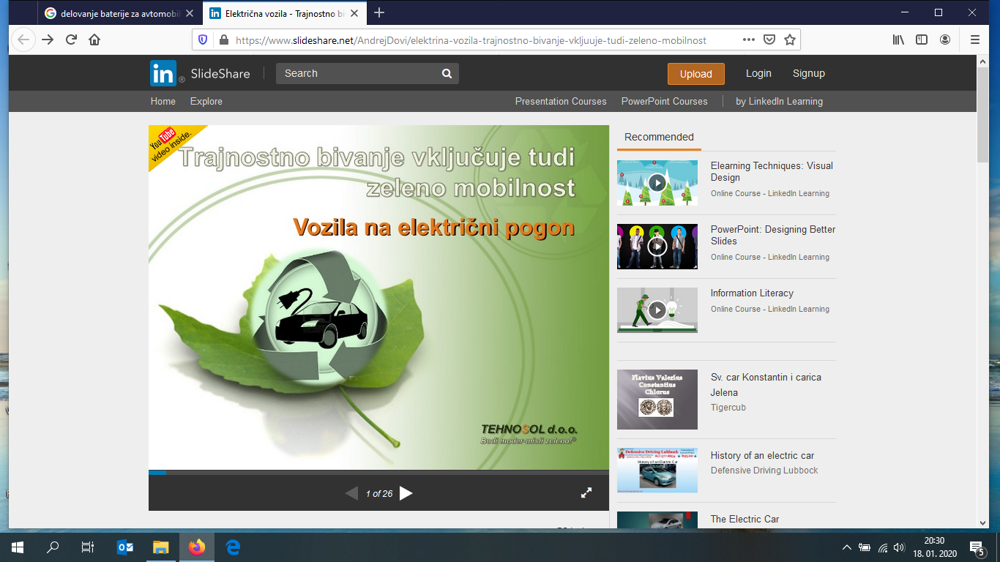 delovanje baterije za avtomobil
Električna vozila - Trajnostno bi
https://www.slideshare.net/AndrejDovi/elektrina-vozila-trajnostno-bivanje-vkljuuje-tudi-zeleno-mobilnost
in ® SlideShare
Search
Upload
Login
Signup
Home
Explore
Presentation Courses
PowerPoint Courses
by LinkedIn Learning
You Tube
video inside.
Trajnostno bivanje vključuje tudi
zeleno mobilnost
Vozila na električni pogon
TEHNOSOL d.o.o.
Bodi moder-misli zeleno!®
1 of 26
Recommended
Elearning Techniques: Visual
Design
Online Course - LinkedIn Learning
PowerPoint: Designing Better
Slides
Online Course - LinkedIn Learning
Information Literacy
Online Course - LinkedIn Learning
Flavius Valerius
Constantius
Chlorus
Sv. car Konstantin i carica
Jelena
Tigercub
Defensive Driving Lubbock
History of an Electric Car
History of an electric car
Defensive Driving Lubbock
The Electric Car
20:30
18. 01. 2020
5